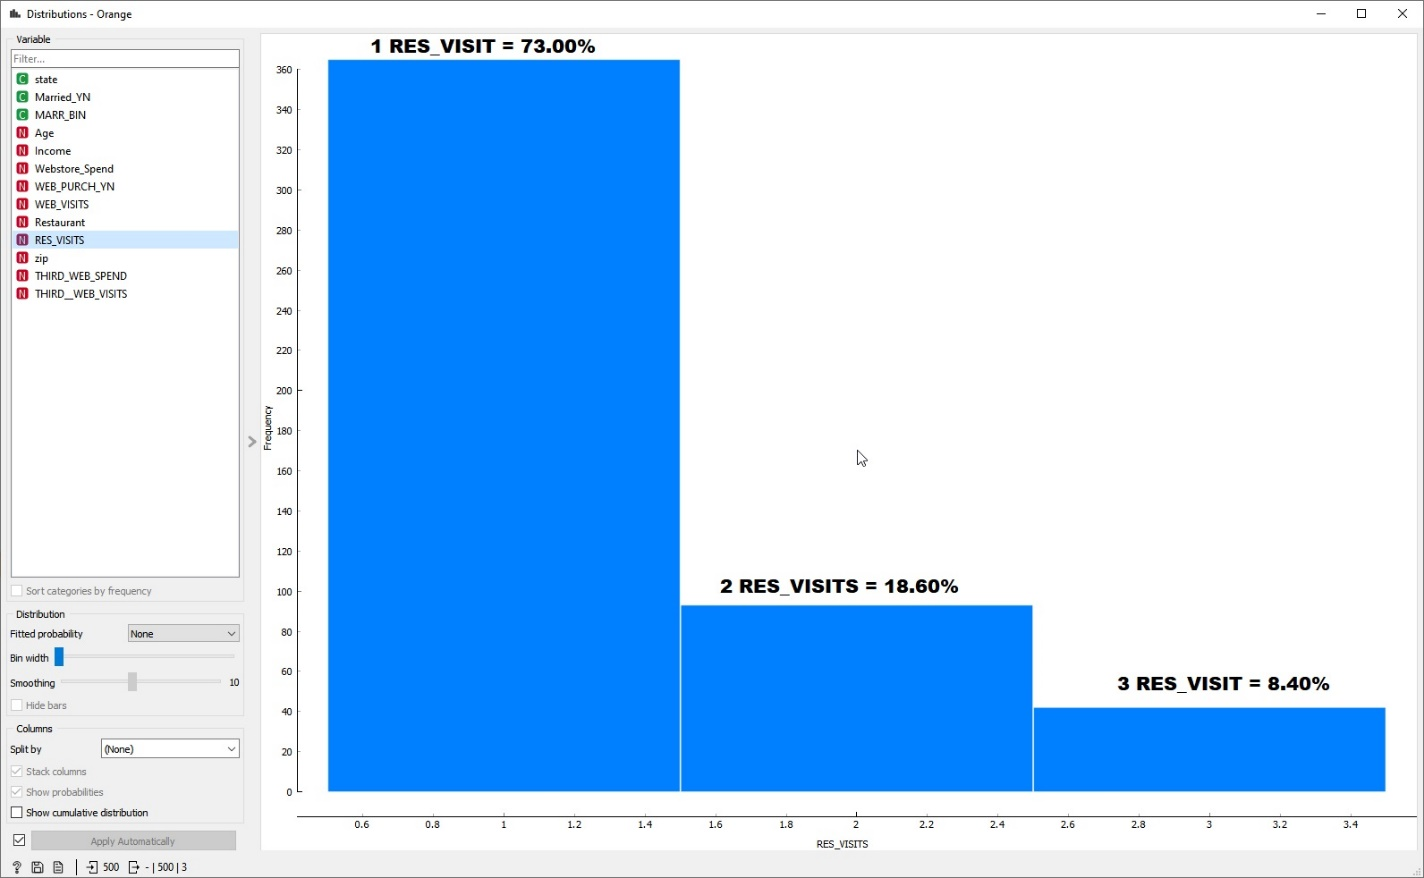 Distributions - Orange
Variable
Filter...
C state
C Married_YN
C MARR_BIN
N Age
N Income
N Webstore_Spend
N WEB_PURCH_YN
N WEB_VISITS
N Restaurant
N RES_VISITS
N zip
N THIRD_WEB_SPEND
N THIRD__WEB_VISITS
Sort categories by frequency
Distribution
Fitted probability None
Bin width
Smoothing 10
Hide bars
Columns
Split by (None)
Stack columns
Show probabilities
Show cumulative distribution
Apply Automatically
? 500 - | 500 | 3
1 RES_VISIT = 73.00%
2 RES_VISITS = 18.60%
3 RES_VISIT = 8.40%
360
340
320
300
280
260
240
220
200
180
160
140
120
100
80
60
40
20
0
Frequency
0.6 0.8 1 1.2 1.4 1.6 1.8 2 2.2 2.4 2.6 2.8 3 3.2 3.4
RES_VISITS